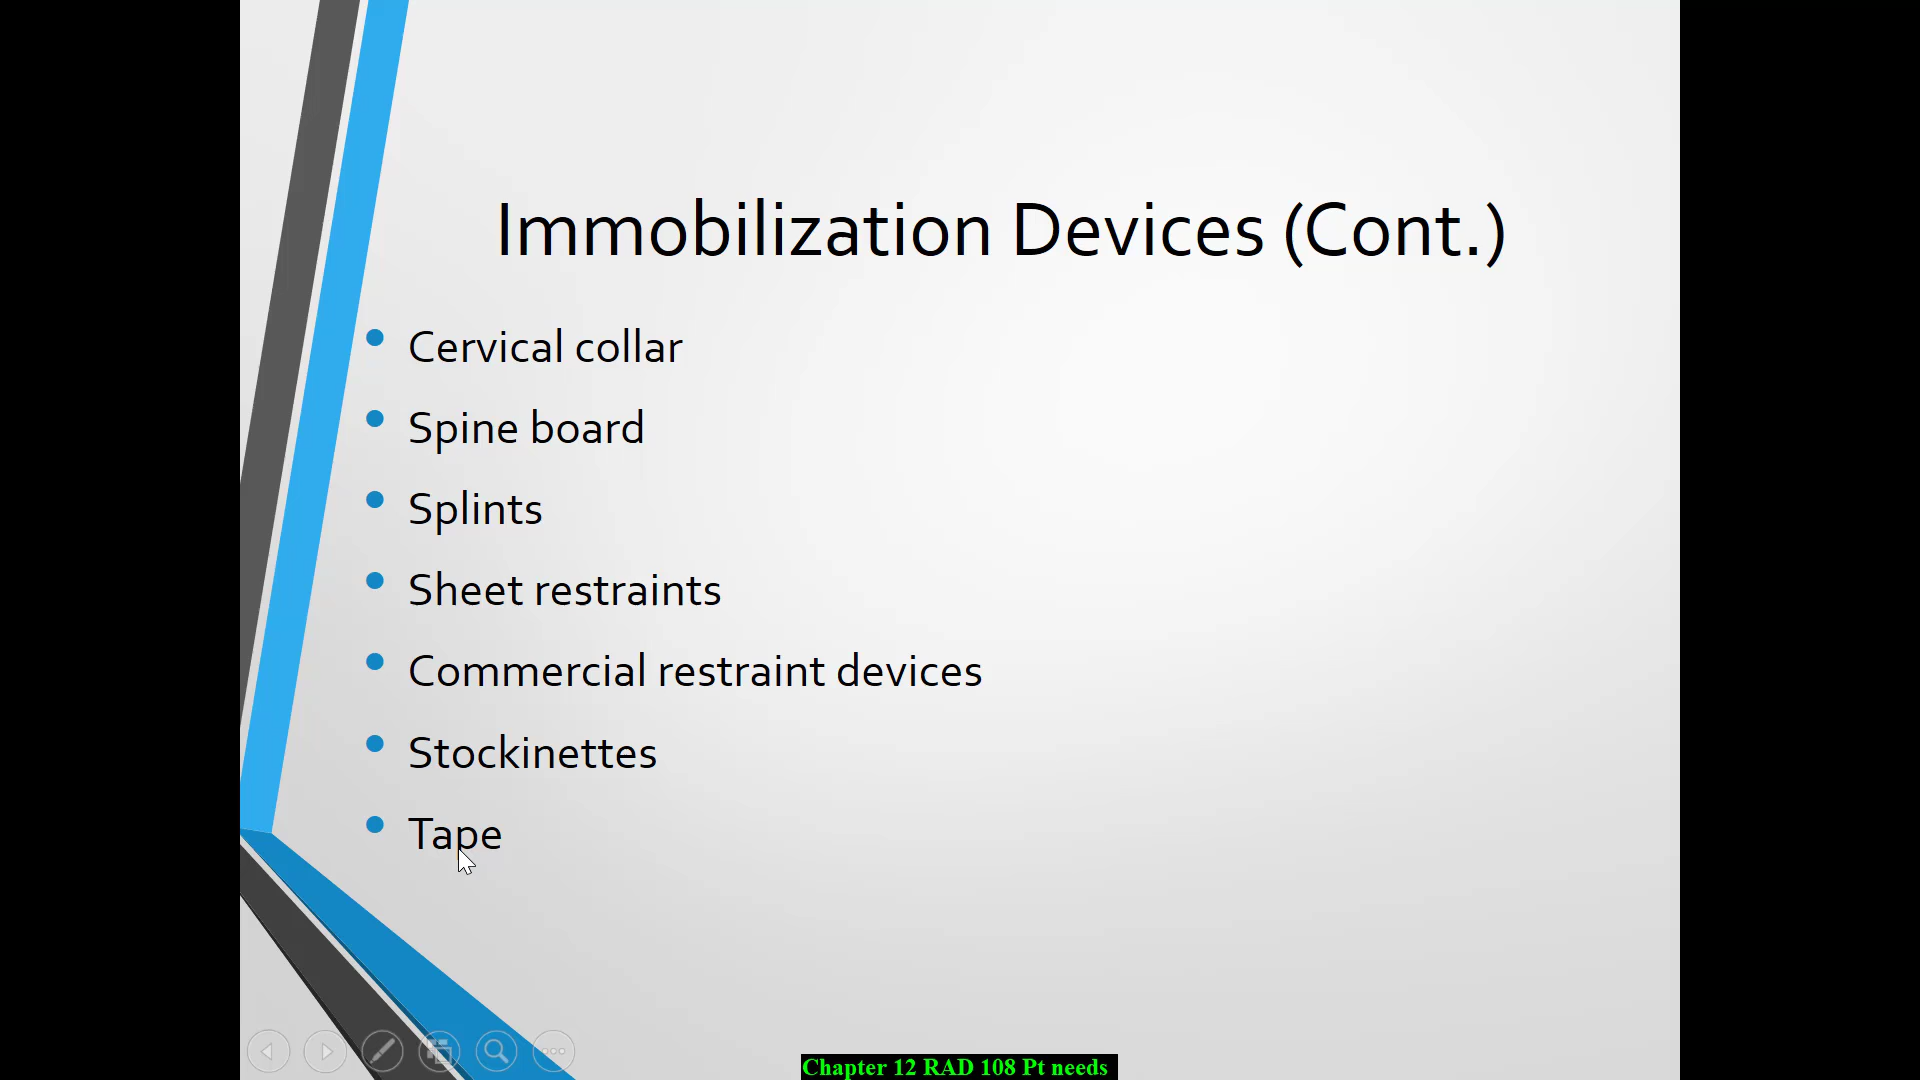 Immobilization Devices (Cont.)
• Cervical collar
• Spine board
• Splints
• Sheet restraints
• Commercial restraint devices
• Stockinettes
• Tape
Chapter 12 RAD 108 Pt needs